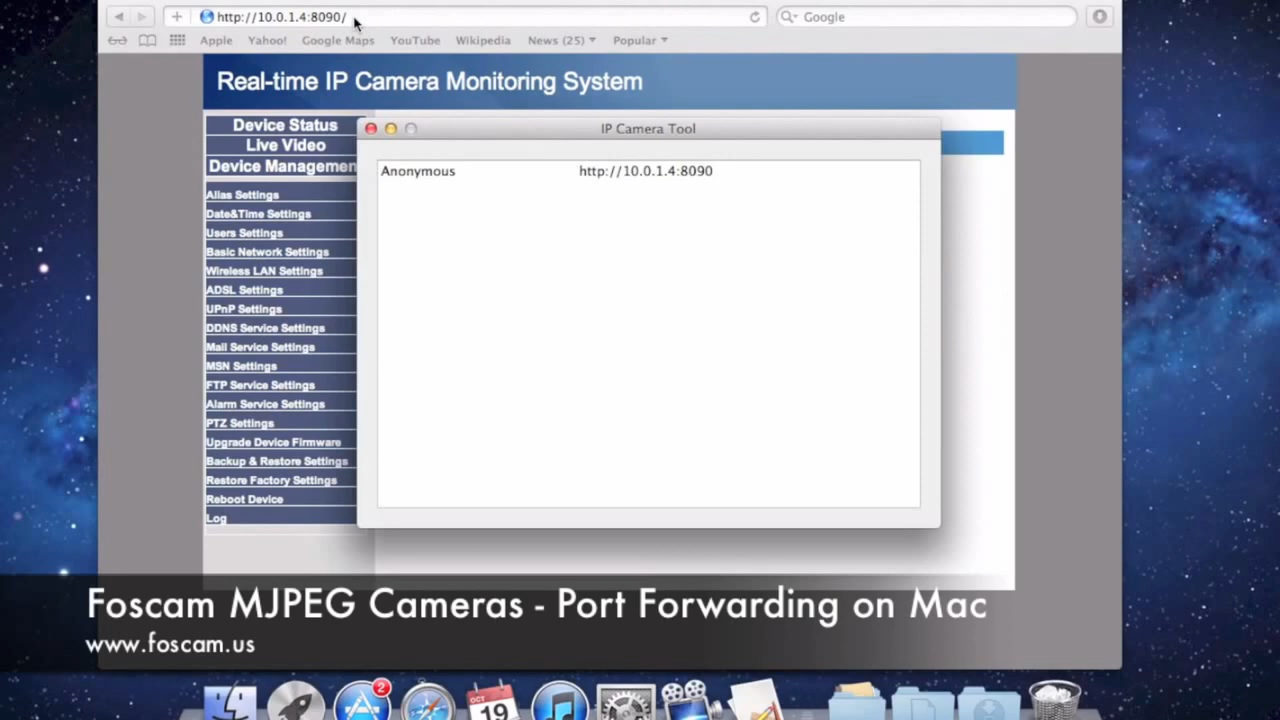 http://10.0.1.4:8090/
Google
Apple Yahoo! Google Maps YouTube Wikipedia News (25) Popular
Real-time IP Camera Monitoring System
Device Status
Live Video
Device Managemen
Alias Settings
Date&Time Settings
Users Settings
Basic Network Settings
Wireless LAN Settings
ADSL Settings
UPnP Settings
DDNS Service Settings
Mail Service Settings
MSN Settings
FTP Service Settings
Alarm Service Settings
PTZ Settings
Upgrade Device Firmware
Backup & Restore Settings
Restore Factory Settings
Reboot Device
Log
IP Camera Tool
Anonymous http://10.0.1.4:8090
Foscam MJPEG Cameras - Port Forwarding on Mac
www.foscam.us
2
OCT
19